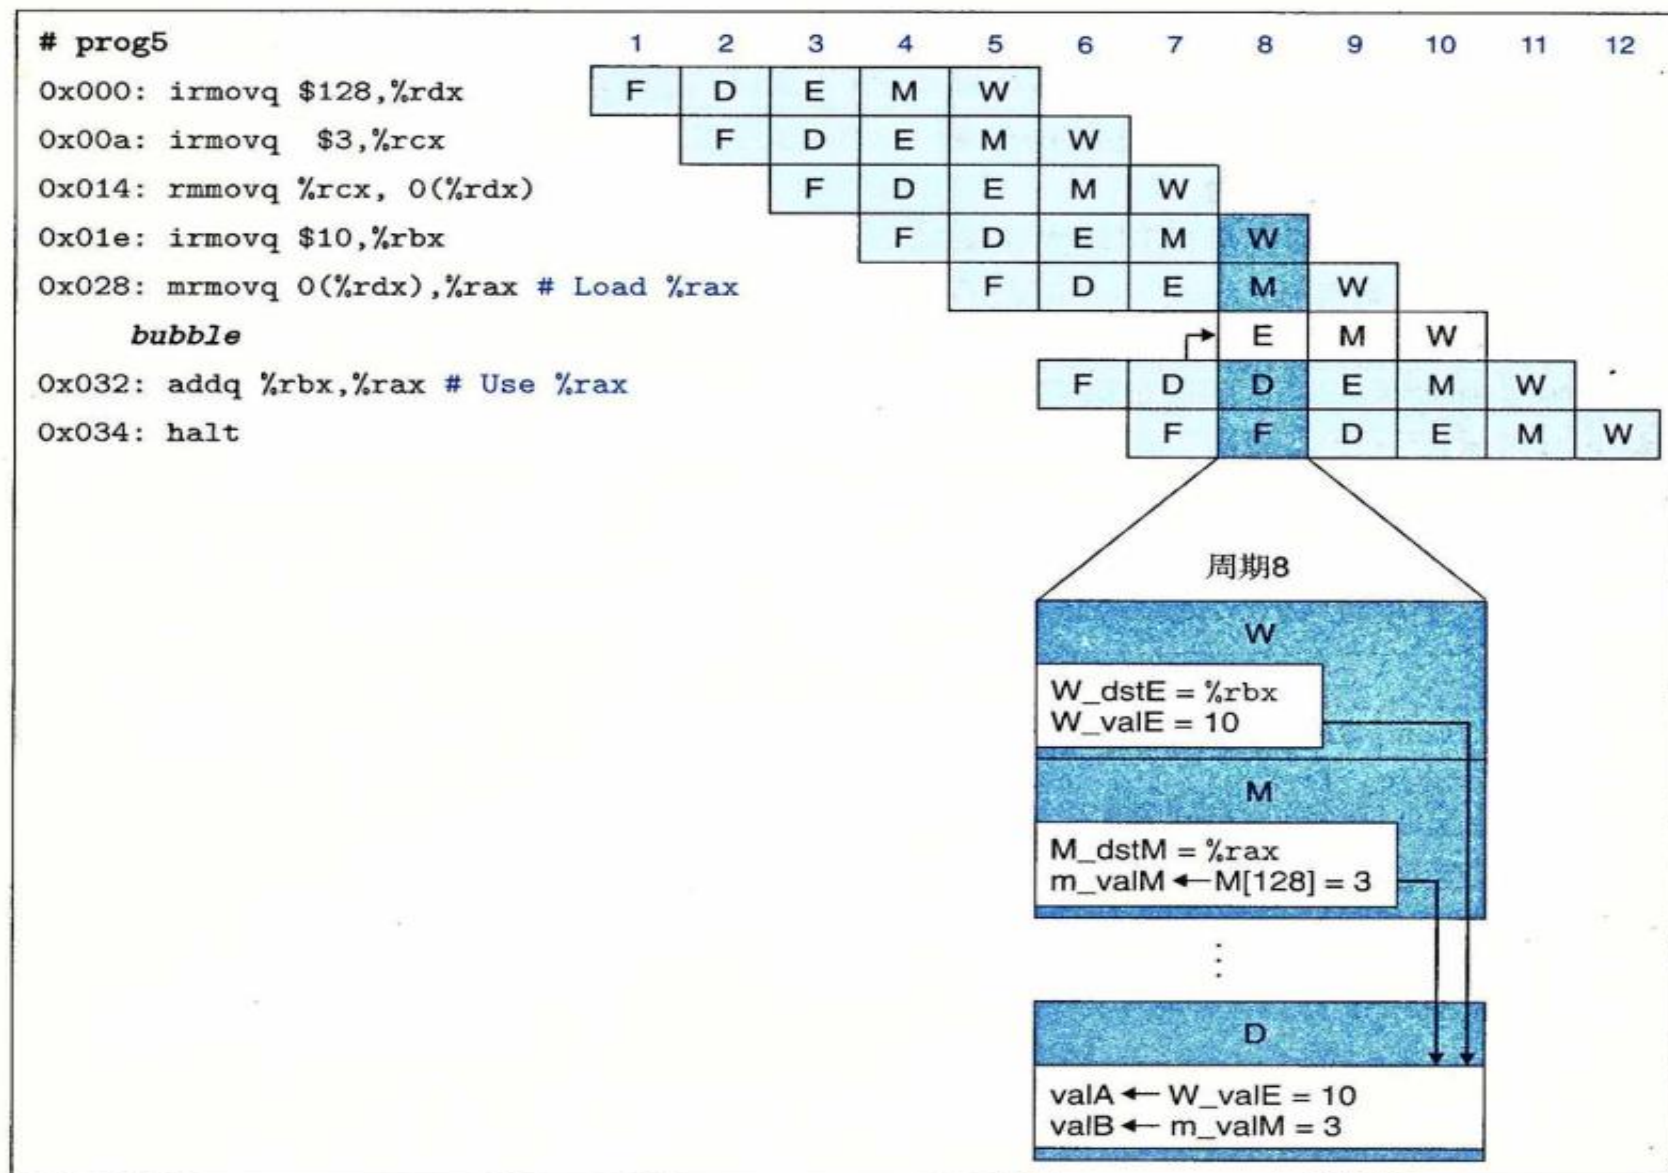 # prog5 1 2 3 4 5 6 7 8 9 10 11 12
0x000: irmovq $128,%rdx F D E M W
0x00a: irmovq $3,%rcx F D E M W
0x014: rmmovq %rcx, 0(%rdx) F D E M W
0x01e: irmovq $10,%rbx F D E M W
0x028: mrmovq 0(%rdx),%rax # Load %rax F D E M W
bubble E M W
0x032: addq %rbx,%rax # Use %rax F D D E M W
0x034: halt F F D E M W
周期8
W
W_dstE = %rbx
W_valE = 10
M
M_dstM = %rax
m_valM ← M[128] = 3
⋮
D
valA ← W_valE = 10
valB ← m_valM = 3